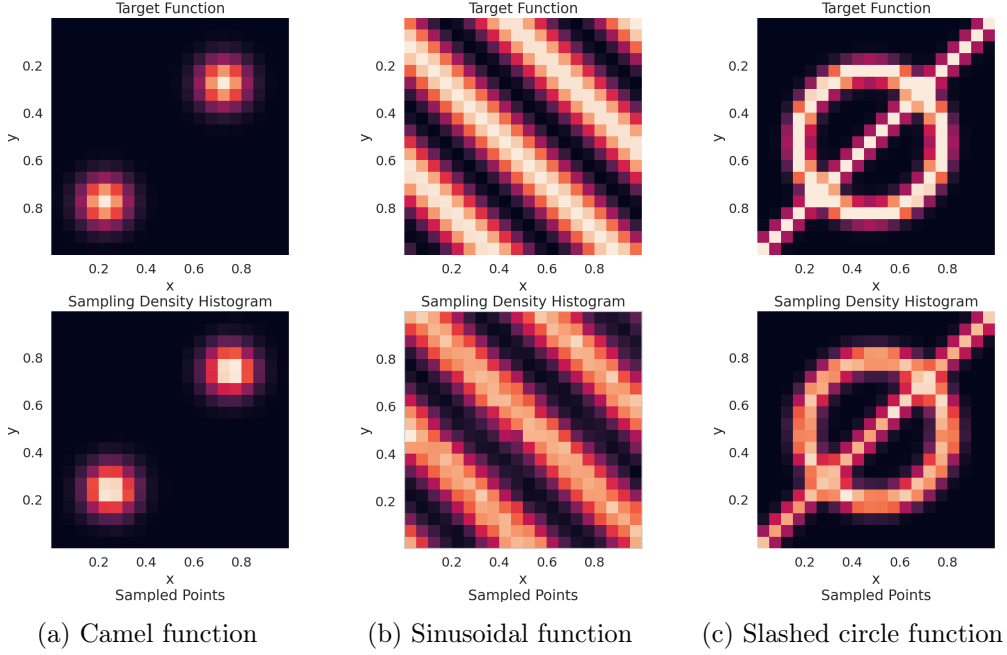 Target Function
y
0.2
0.4
0.6
0.8
0.2 0.4 0.6 0.8
x
Sampling Density Histogram
y
0.8
0.6
0.4
0.2
0.2 0.4 0.6 0.8
x
Sampled Points
(a) Camel function
Target Function
y
0.2
0.4
0.6
0.8
0.2 0.4 0.6 0.8
x
Sampling Density Histogram
y
0.8
0.6
0.4
0.2
0.2 0.4 0.6 0.8
x
Sampled Points
(b) Sinusoidal function
Target Function
y
0.2
0.4
0.6
0.8
0.2 0.4 0.6 0.8
x
Sampling Density Histogram
y
0.8
0.6
0.4
0.2
0.2 0.4 0.6 0.8
x
Sampled Points
(c) Slashed circle function